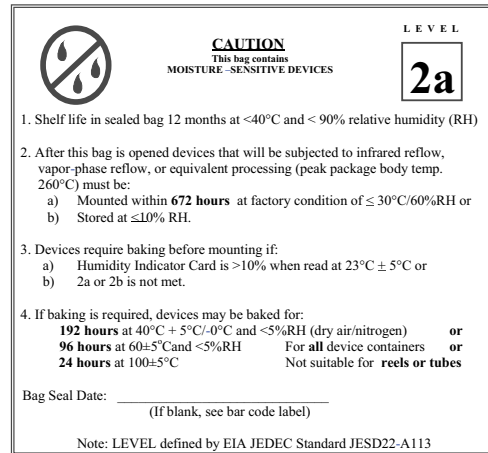 L E V E L
CAUTION
This bag contains
MOISTURE –SENSITIVE DEVICES
2a
1. Shelf life in sealed bag 12 months at <40°C and < 90% relative humidity (RH)
2. After this bag is opened devices that will be subjected to infrared reflow,
vapor-phase reflow, or equivalent processing (peak package body temp.
260°C) must be:
a) Mounted within 672 hours at factory condition of ≤ 30°C/60%RH or
b) Stored at ≤10% RH.
3. Devices require baking before mounting if:
a) Humidity Indicator Card is >10% when read at 23°C ± 5°C or
b) 2a or 2b is not met.
4. If baking is required, devices may be baked for:
192 hours at 40°C + 5°C/-0°C and <5%RH (dry air/nitrogen) or
96 hours at 60±5°Cand <5%RH For all device containers or
24 hours at 100±5°C Not suitable for reels or tubes
Bag Seal Date: ______________________________
(If blank, see bar code label)
Note: LEVEL defined by EIA JEDEC Standard JESD22-A113